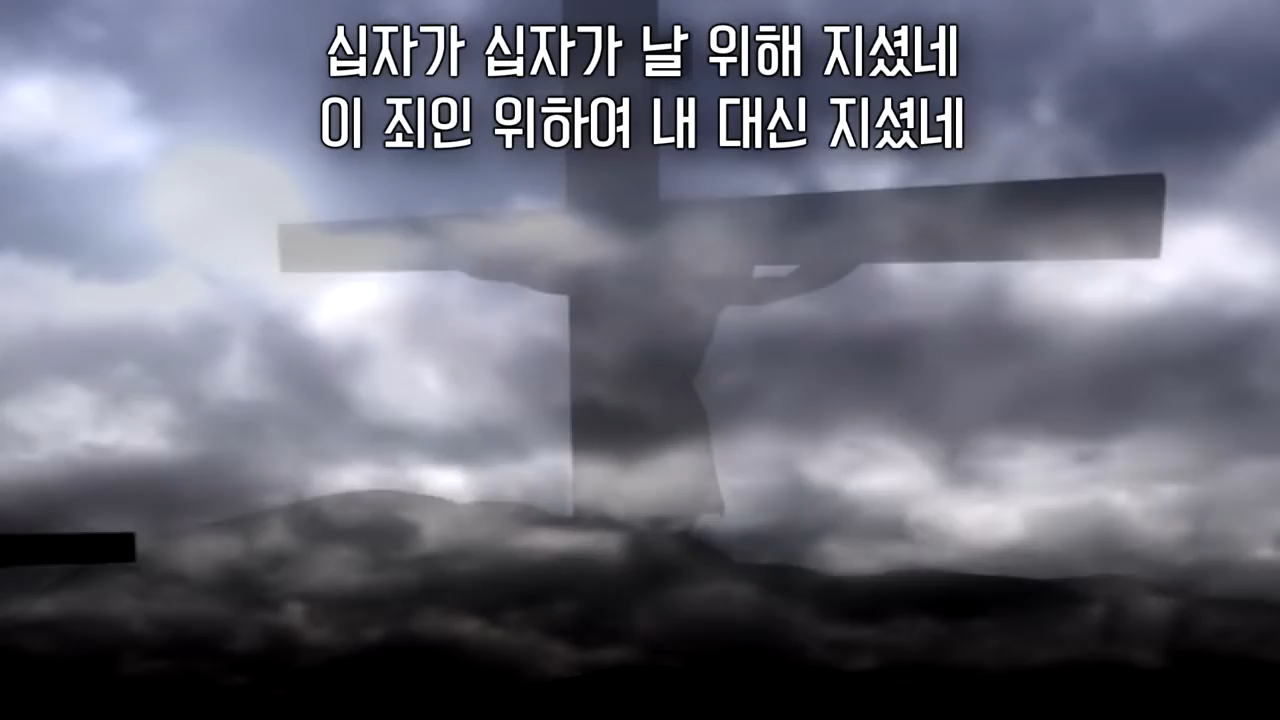 십자가 십자가 날 위해 지셨네
이 죄인 위하여 내 대신 지셨네